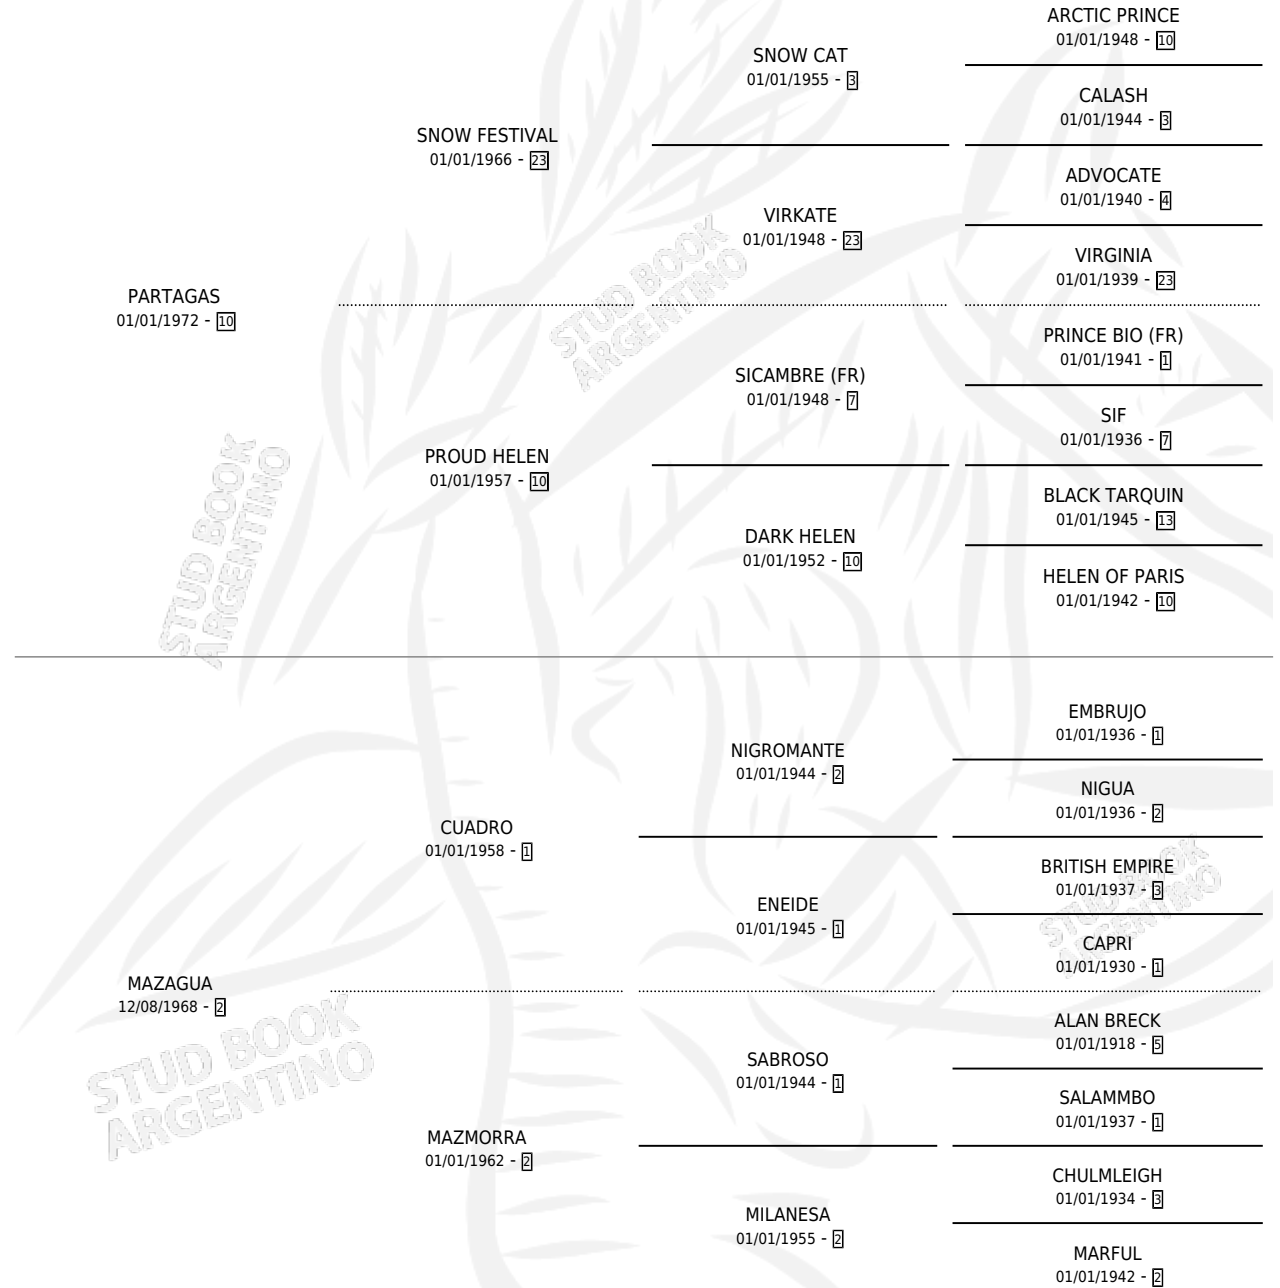 ARCTIC PRINCE
01/01/1948 - 10
SNOW CAT
01/01/1955 - 3
CALASH
01/01/1944 - 3
SNOW FESTIVAL
01/01/1966 - 23
ADVOCATE
01/01/1940 - 4
VIRKATE
01/01/1948 - 23
VIRGINIA
01/01/1939 - 23
STUD BOOK
ARGENTINO
PARTAGAS
01/01/1972 - 10
PRINCE BIO (FR)
01/01/1941 - 1
SICAMBRE (FR)
01/01/1948 - 7
SIF
01/01/1936 - 7
PROUD HELEN
01/01/1957 - 10
BLACK TARQUIN
01/01/1945 - 13
DARK HELEN
01/01/1952 - 10
HELEN OF PARIS
01/01/1942 - 10
STUD BOOK
ARGENTINO
EMBRUJO
01/01/1936 - 1
NIGROMANTE
01/01/1944 - 2
NIGUA
01/01/1936 - 2
CUADRO
01/01/1958 - 1
BRITISH EMPIRE
01/01/1937 - 3
ENEIDE
01/01/1945 - 1
CAPRI
01/01/1930 - 1
STUD BOOK
ARGENTINO
MAZAGUA
12/08/1968 - 2
ALAN BRECK
01/01/1918 - 5
SABROSO
01/01/1944 - 1
SALAMMBO
01/01/1937 - 1
STUD BOOK
ARGENTINO
MAZMORRA
01/01/1962 - 2
CHULMLEIGH
01/01/1934 - 3
MILANESA
01/01/1955 - 2
MARFUL
01/01/1942 - 2